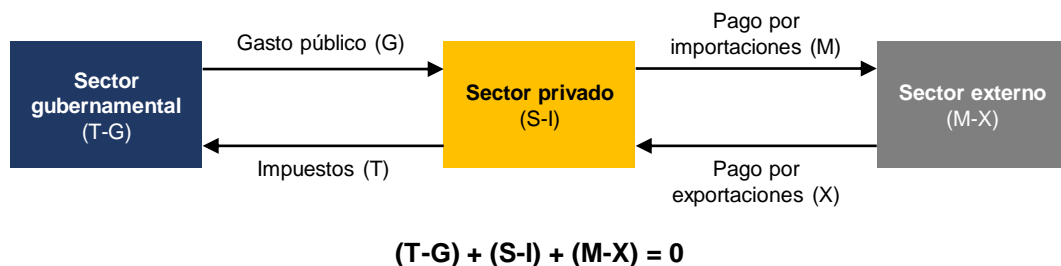 Sector
gubernamental
(T-G)
Gasto público (G)
Impuestos (T)
Sector privado
(S-I)
Pago por
importaciones (M)
Pago por
exportaciones (X)
Sector externo
(M-X)
(T-G) + (S-I) + (M-X) = 0